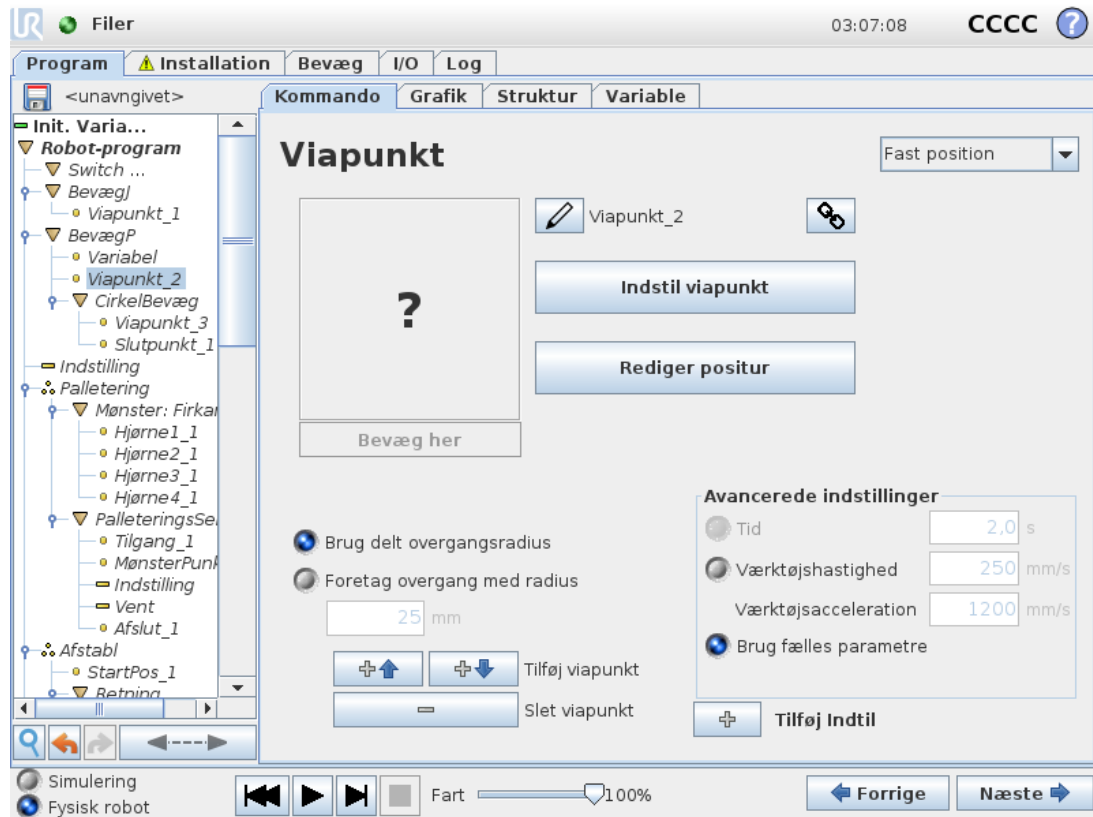 UR Filer 03:07:08 CCCC ?
Program Installation Bevæg I/O Log
<unavngivet>
Kommando Grafik Struktur Variable
Init. Varia...
Robot-program
Switch ...
BevægJ
Viapunkt_1
BevægP
Variabel
Viapunkt_2
CirkelBevæg
Viapunkt_3
Slutpunkt_1
Indstilling
Palletering
Mønster: Firkan
Hjørne1_1
Hjørne2_1
Hjørne3_1
Hjørne4_1
PalleteringsSe
Tilgang_1
MønsterPunk
Indstilling
Vent
Afslut_1
Afstabl
StartPos_1
Retning
Viapunkt
Fast position
Viapunkt_2
?
Indstil viapunkt
Rediger positur
Bevæg her
Brug delt overgangsradius
Foretag overgang med radius
25 mm
Tilføj viapunkt
Slet viapunkt
Avancerede indstillinger
Tid 2,0 s
Værktøjshastighed 250 mm/s
Værktøjsacceleration 1200 mm/s
Brug fælles parametre
Tilføj Indtil
Simulering
Fysisk robot
Fart 100%
Forrige Næste